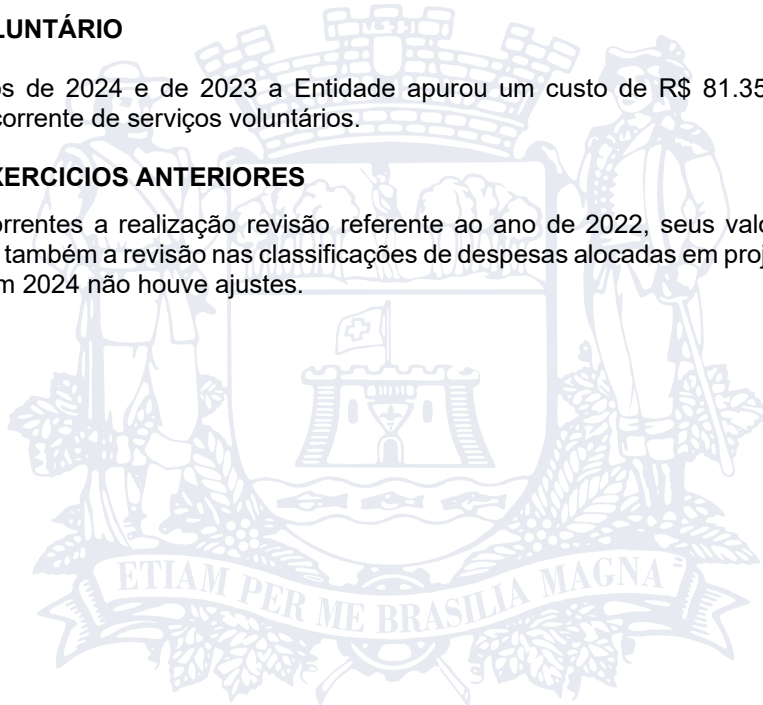 LUNTÁRIO
os de 2024 e de 2023 a Entidade apurou um custo de R$ 81.35
corrente de serviços voluntários.
XERCICIOS ANTERIORES
orrentes a realização revisão referente ao ano de 2022, seus valo
também a revisão nas classificações de despesas alocadas em proj
m 2024 não houve ajustes.
ETIAM PER ME BRASILIA MAGNA